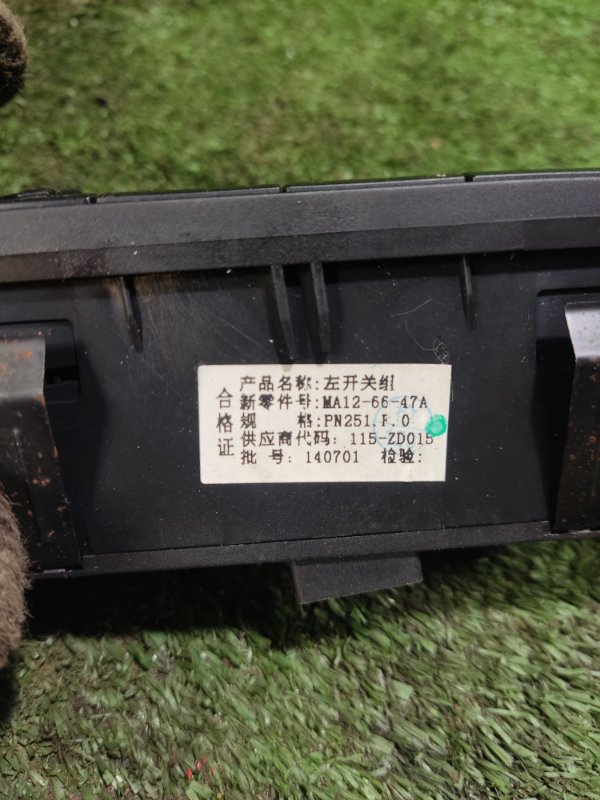 合格证
产品名称:左开关组
新零件号:MA12-66-47A
规 格:PN251.F.0
供应商代码: 115-ZD015
批 号: 140701 检验: